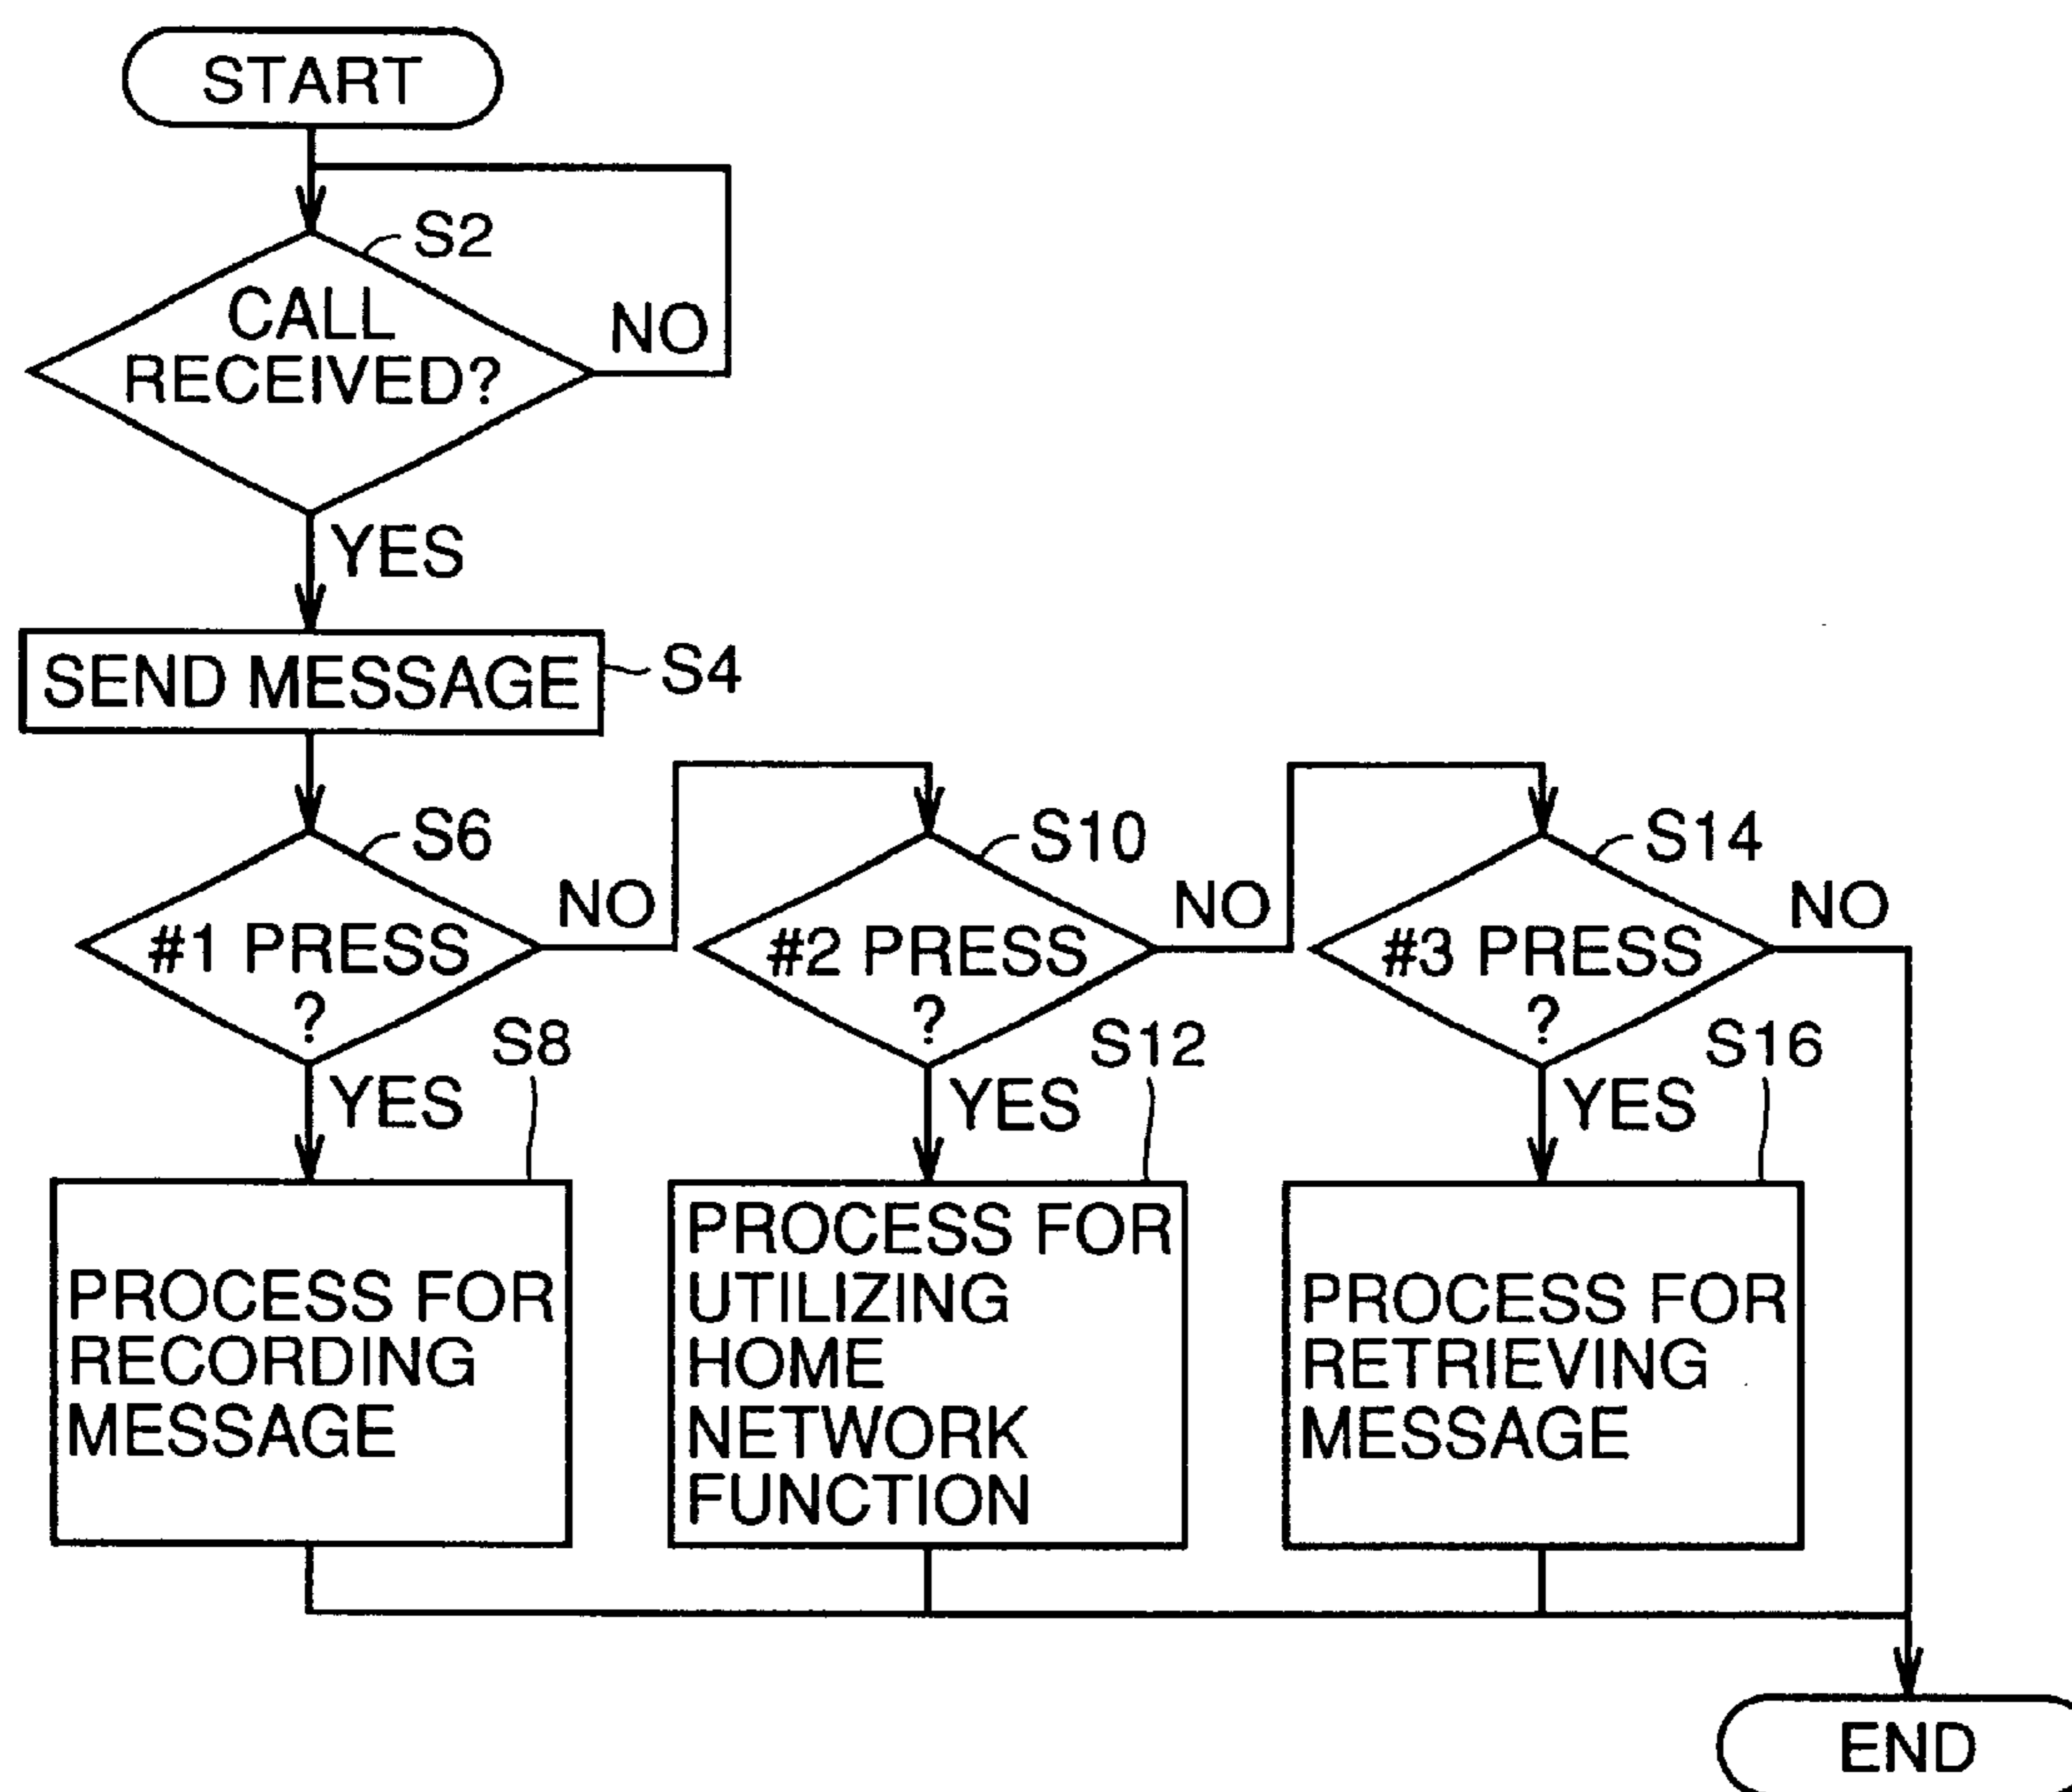 START
S2
CALL
RECEIVED?
NO
YES
SEND MESSAGE
S4
S6
#1 PRESS
?
NO
YES
S8
PROCESS FOR
RECORDING
MESSAGE
S10
#2 PRESS
?
NO
YES
S12
PROCESS FOR
UTILIZING
HOME
NETWORK
FUNCTION
S14
#3 PRESS
?
NO
YES
S16
PROCESS FOR
RETRIEVING
MESSAGE
END